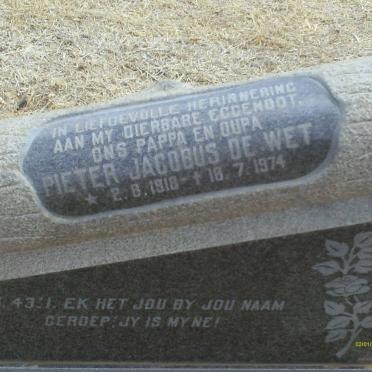 IN LIEFDEVOLLE HERINNERING
AAN MY DIERBARE EGGENOOT,
ONS PAPPA EN OUPA
PIETER JACOBUS DE WET
★ 2.8.1918 - † 18.7.1974
43:1. EK HET JOU BY JOU NAAM
GEROEP: JY IS MYNE!